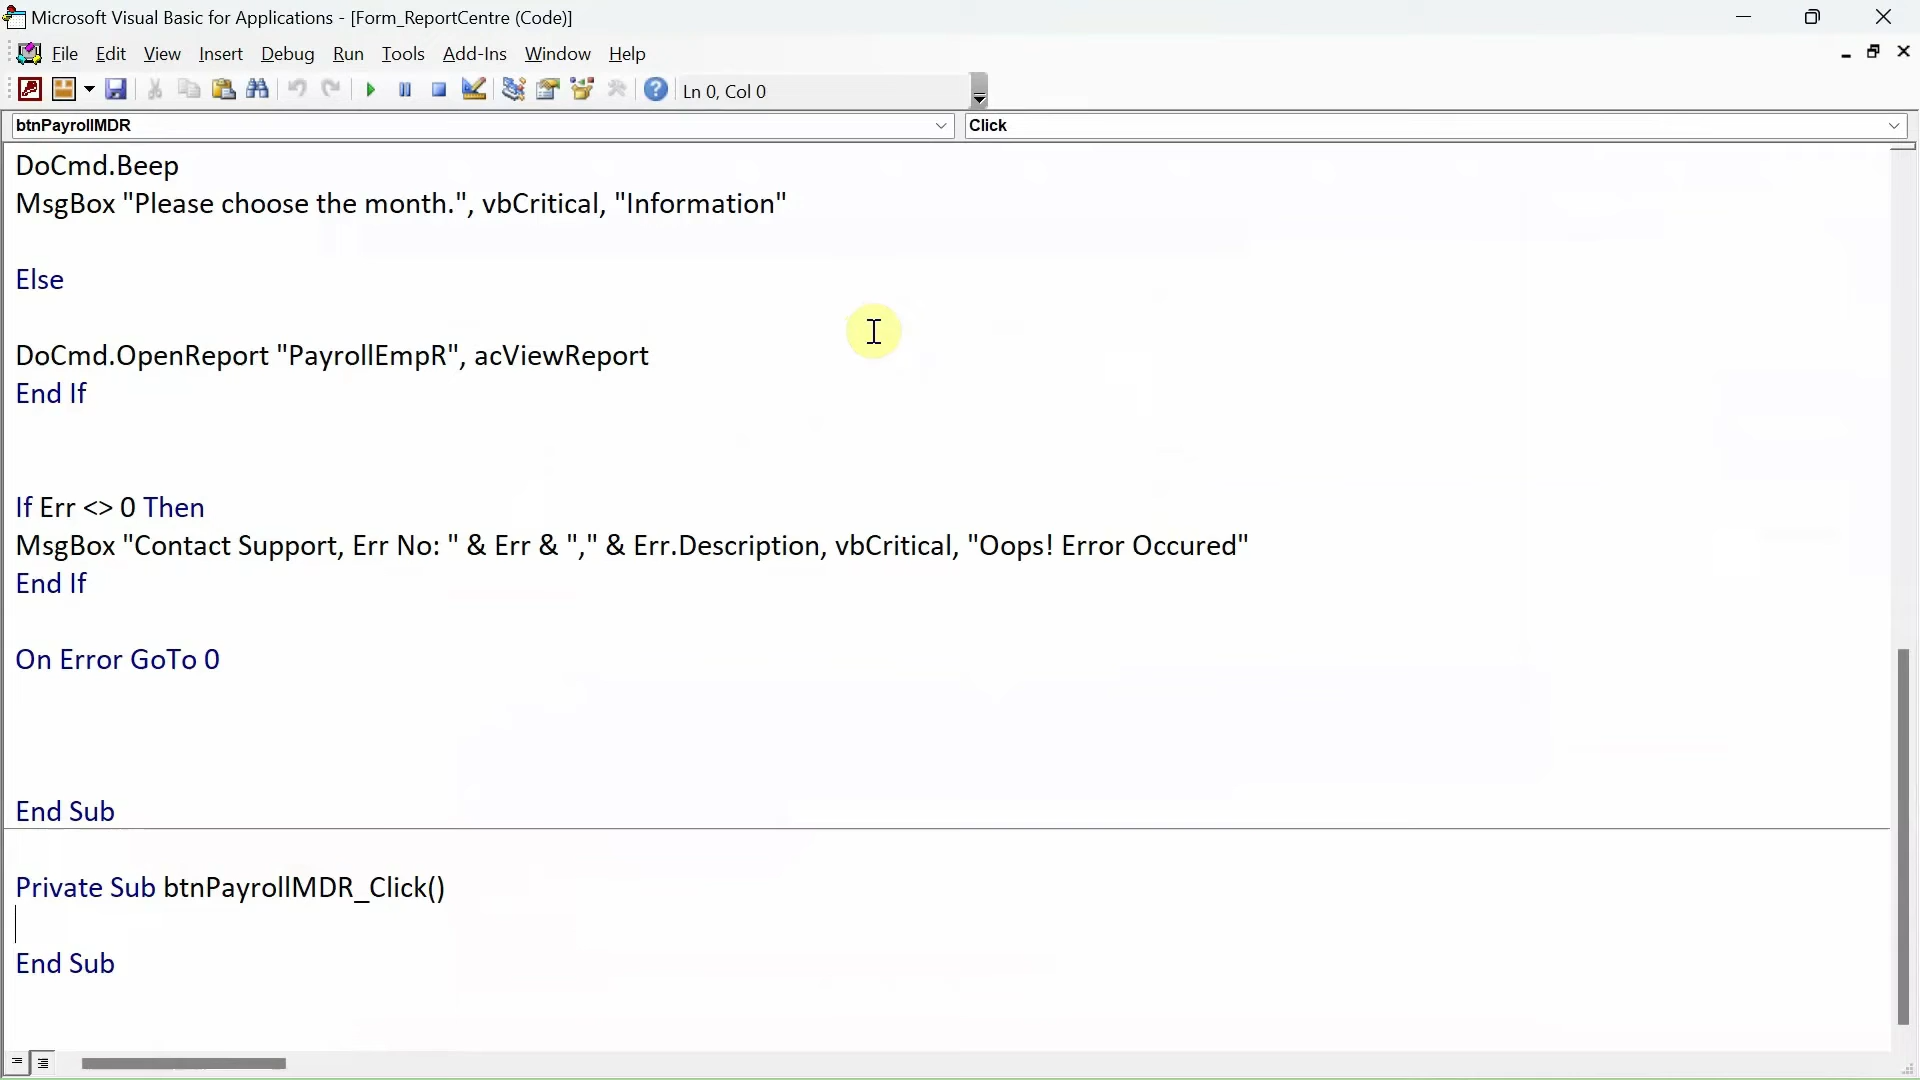 Microsoft Visual Basic for Applications - [Form_ReportCentre (Code)]
File Edit View Insert Debug Run Tools Add-Ins Window Help
Ln 0, Col 0
btnPayrollMDR Click
DoCmd.Beep
MsgBox "Please choose the month.", vbCritical, "Information"
Else
DoCmd.OpenReport "PayrollEmpR", acViewReport
End If
If Err <> 0 Then
MsgBox "Contact Support, Err No: " & Err & "," & Err.Description, vbCritical, "Oops! Error Occured"
End If
On Error GoTo 0
End Sub
Private Sub btnPayrollMDR_Click()
End Sub